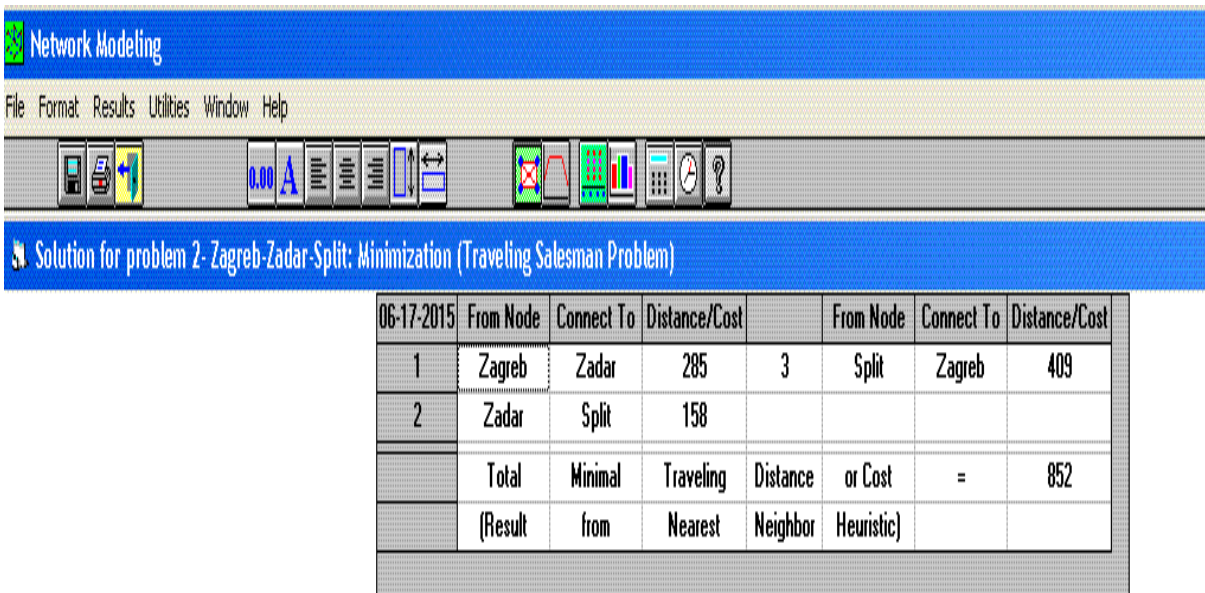 Network Modeling
File Format Results Utilities Window Help
0.00 A ?
Solution for problem 2- Zagreb-Zadar-Split: Minimization (Traveling Salesman Problem)
06-17-2015 From Node Connect To Distance/Cost From Node Connect To Distance/Cost
1 Zagreb Zadar 285 3 Split Zagreb 409
2 Zadar Split 158
Total Minimal Traveling Distance or Cost = 852
(Result from Nearest Neighbor Heuristic)